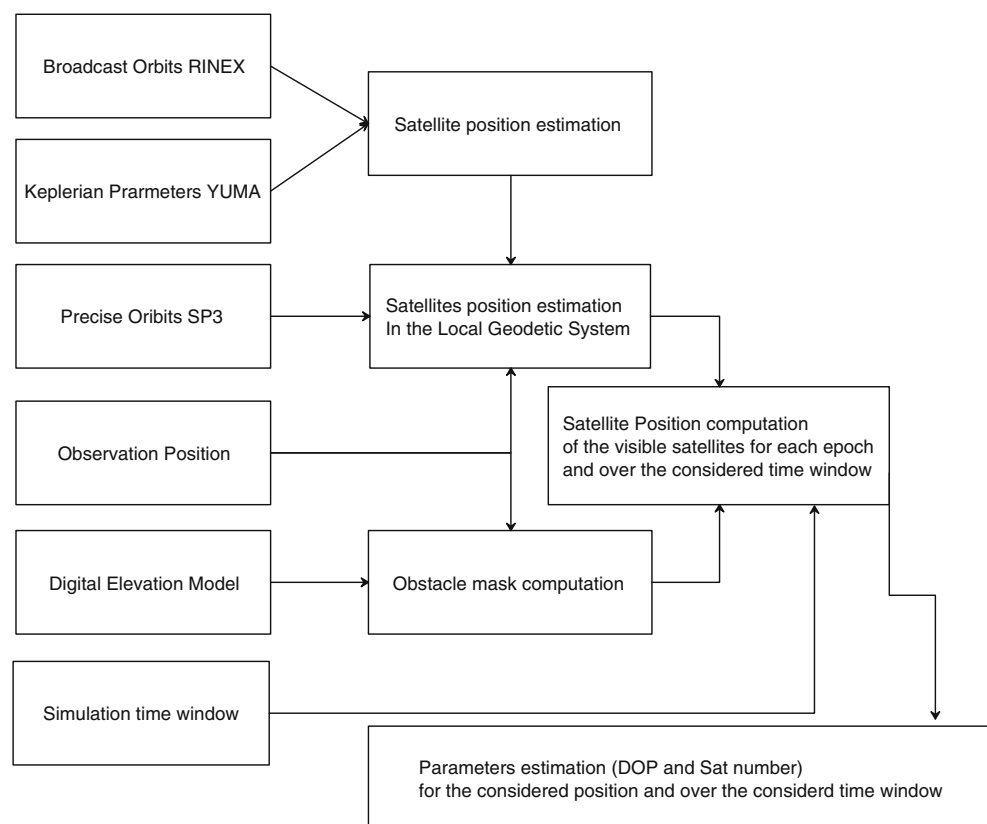 Broadcast Orbits RINEX
Satellite position estimation
Keplerian Prarmeters YUMA
Precise Oribits SP3
Satellites position estimation
In the Local Geodetic System
Observation Position
Satellite Position computation
of the visible satellites for each epoch
and over the considered time window
Digital Elevation Model
Obstacle mask computation
Simulation time window
Parameters estimation (DOP and Sat number)
for the considered position and over the considerd time window